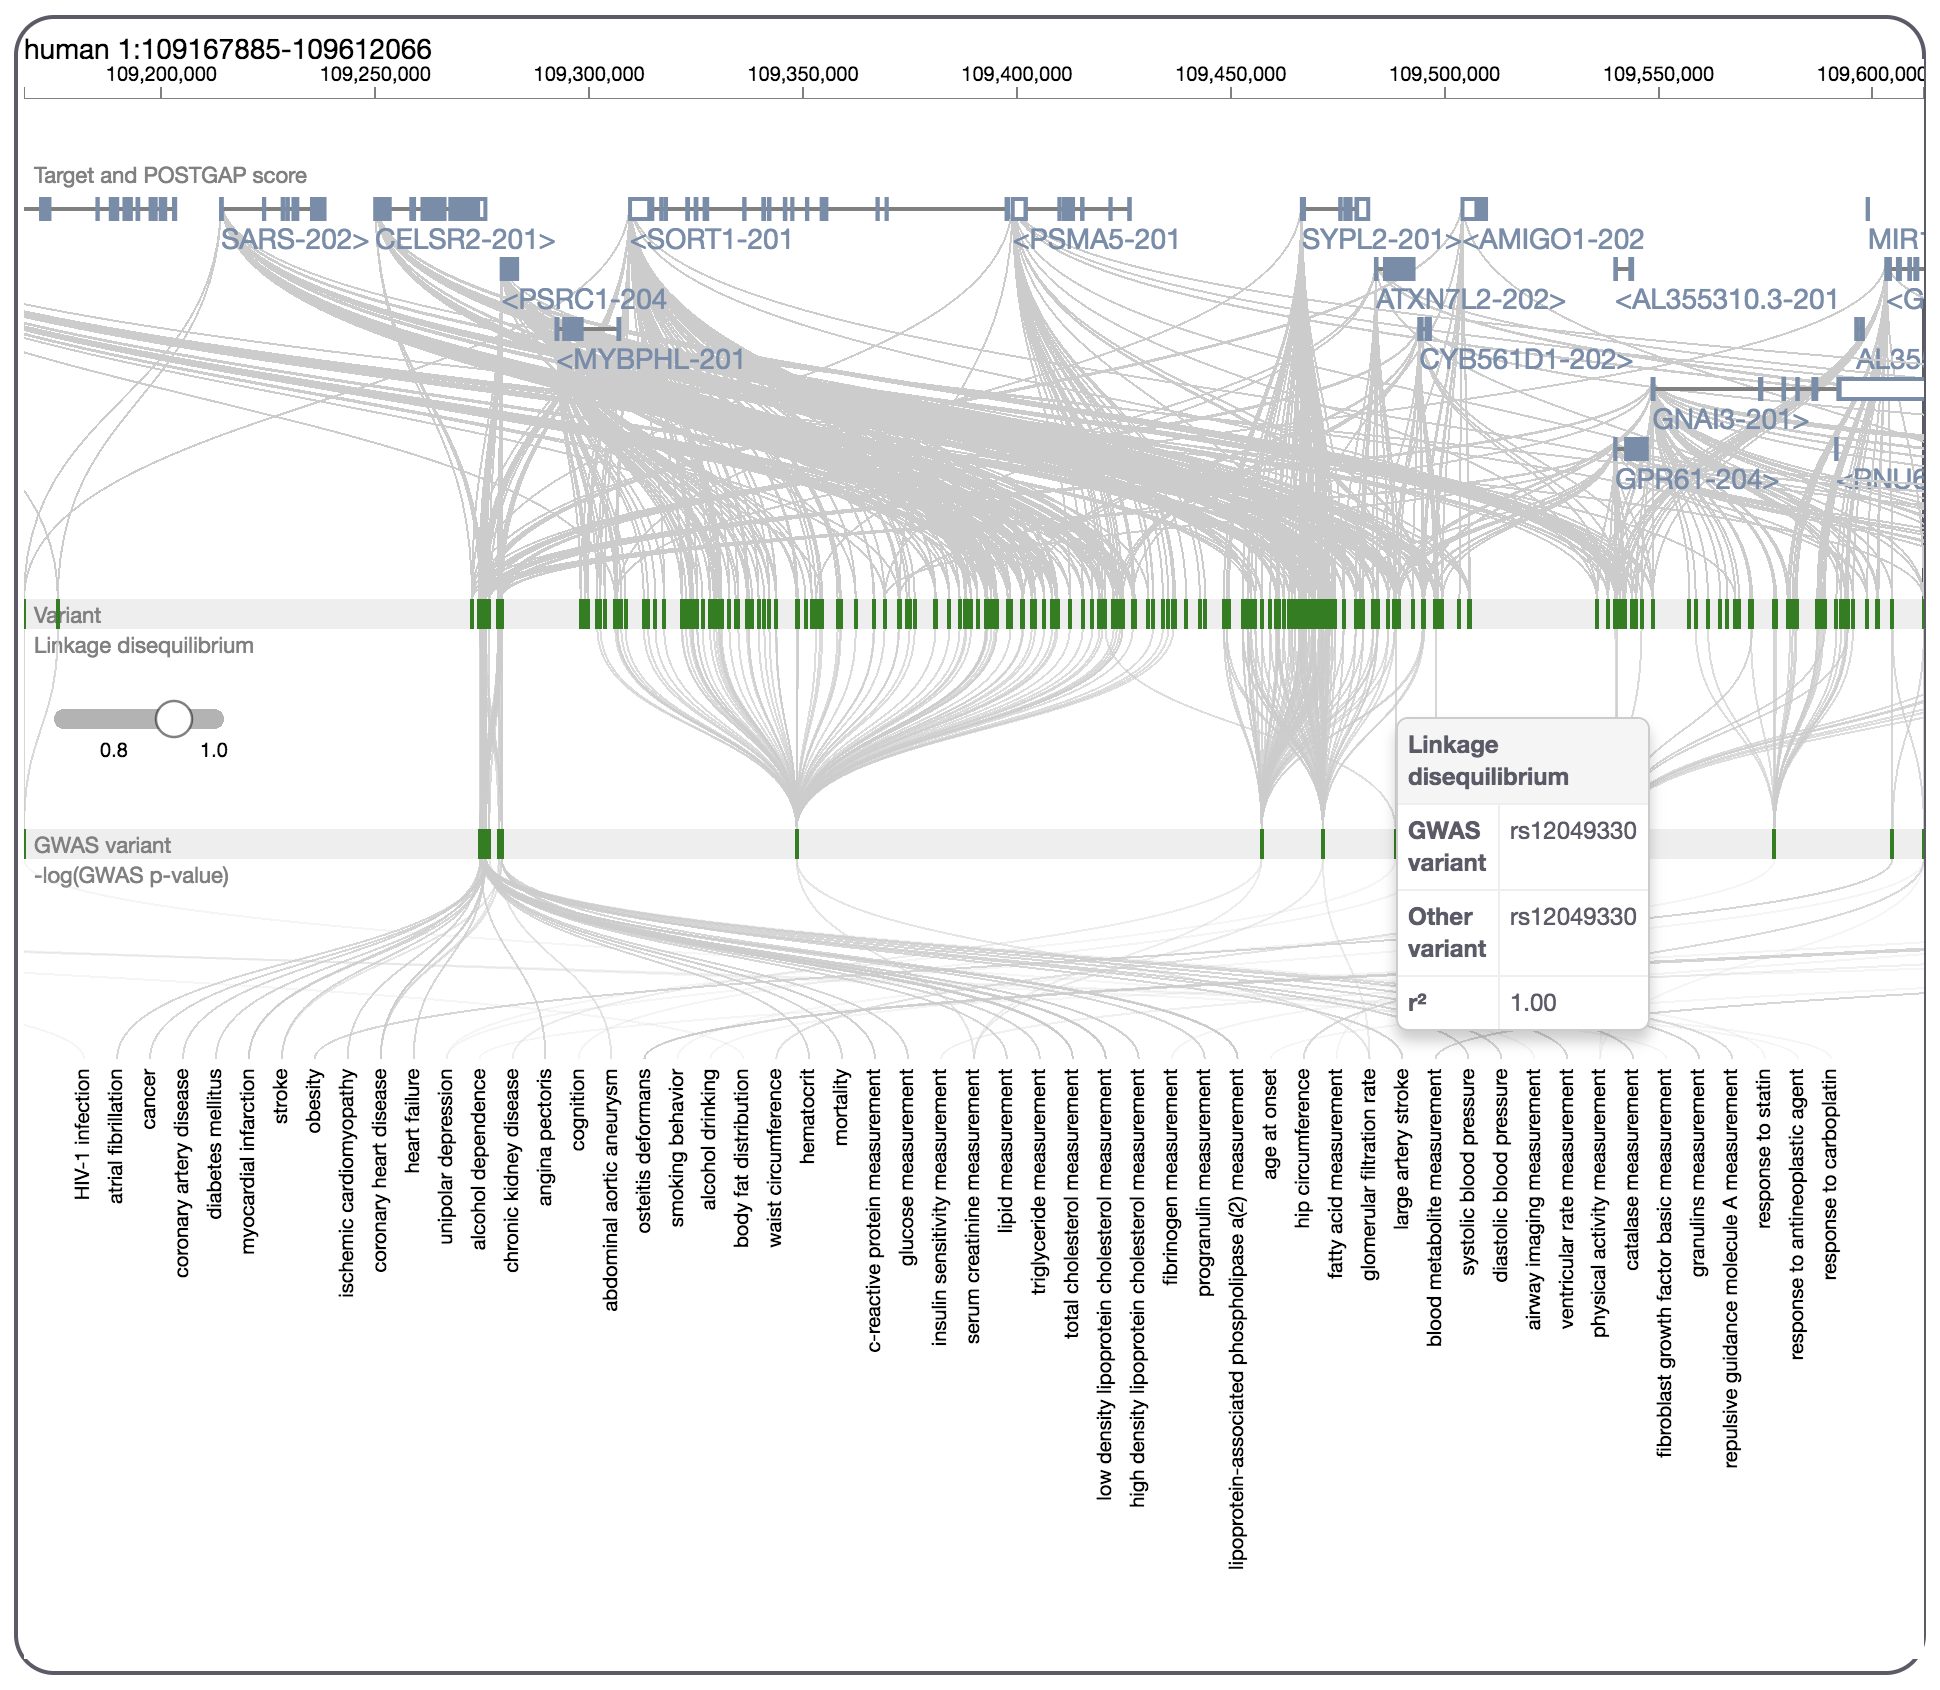 human 1:109167885-109612066
109,200,000 109,250,000 109,300,000 109,350,000 109,400,000 109,450,000 109,500,000 109,550,000 109,600,000
Target and POSTGAP score
SARS-202> CELSR2-201> <SORT1-201 <PSMA5-201 SYPL2-201> <AMIGO1-202 MIR
<PSRC1-204 ATXN7L2-202> <AL355310.3-201 <G
<MYBPHL-201 CYB561D1-202> AL35
GNAI3-201>
GPR61-204> <RNU6
Variant
Linkage disequilibrium
0.8 1.0
Linkage
disequilibrium
GWAS
variant
rs12049330
Other
variant
rs12049330
r² 1.00
GWAS variant
-log(GWAS p-value)
HIV-1 infection
atrial fibrillation
cancer
coronary artery disease
diabetes mellitus
myocardial infarction
stroke
obesity
ischemic cardiomyopathy
coronary heart disease
heart failure
unipolar depression
alcohol dependence
chronic kidney disease
angina pectoris
cognition
abdominal aortic aneurysm
osteitis deformans
smoking behavior
alcohol drinking
body fat distribution
waist circumference
hematocrit
mortality
c-reactive protein measurement
glucose measurement
insulin sensitivity measurement
serum creatinine measurement
lipid measurement
triglyceride measurement
total cholesterol measurement
low density lipoprotein cholesterol measurement
high density lipoprotein cholesterol measurement
fibrinogen measurement
progranulin measurement
lipoprotein-associated phospholipase a(2) measurement
age at onset
hip circumference
fatty acid measurement
glomerular filtration rate
large artery stroke
blood metabolite measurement
systolic blood pressure
diastolic blood pressure
airway imaging measurement
ventricular rate measurement
physical activity measurement
catalase measurement
fibroblast growth factor basic measurement
granulins measurement
repulsive guidance molecule A measurement
response to statin
response to antineoplastic agent
response to carboplatin